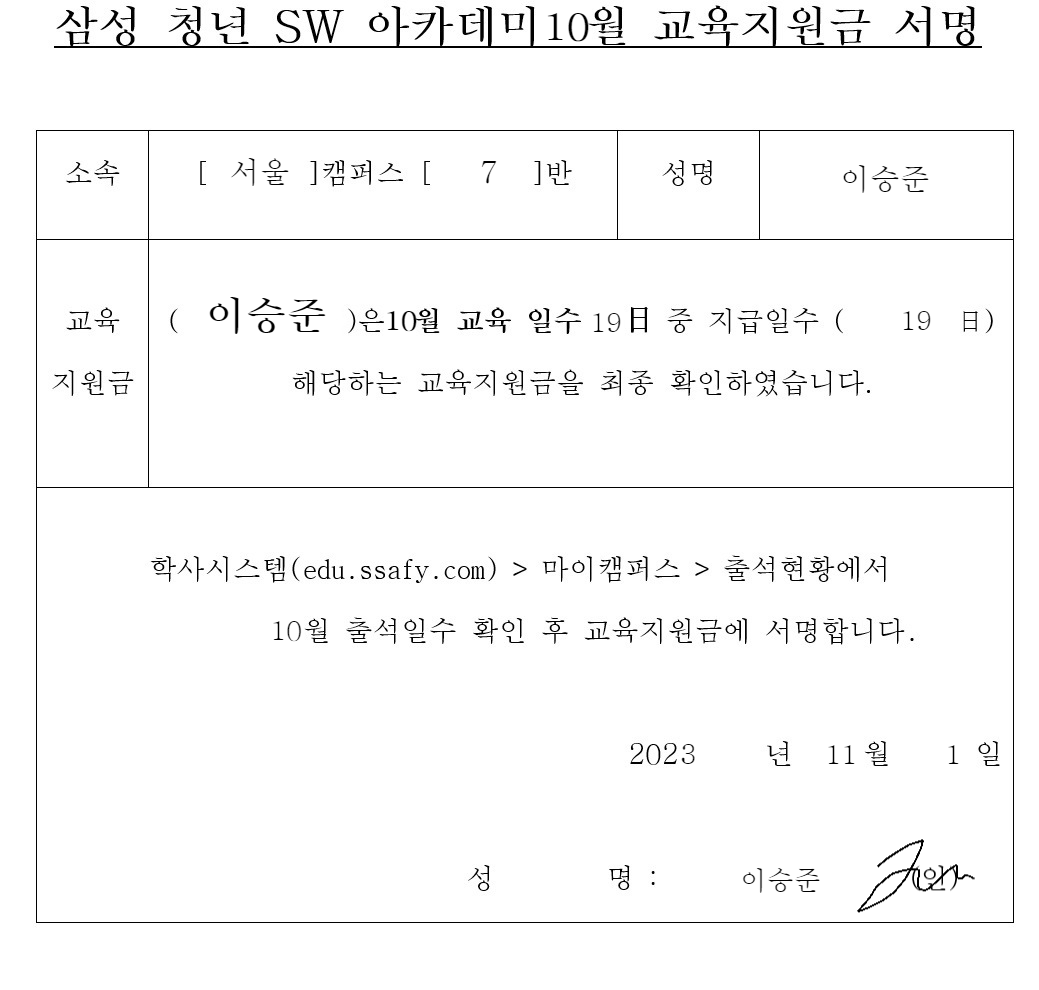 삼성 청년 SW 아카데미10월 교육지원금 서명
소속 [ 서울 ]캠퍼스 [ 7 ]반 성명 이승준
교육 ( 이승준 )은10월 교육 일수 19日 중 지급일수 ( 19 日)
지원금 해당하는 교육지원금을 최종 확인하였습니다.
학사시스템(edu.ssafy.com) > 마이캠퍼스 > 출석현황에서
10월 출석일수 확인 후 교육지원금에 서명합니다.
2023 년 11월 1 일
성 명 : 이승준 (인)